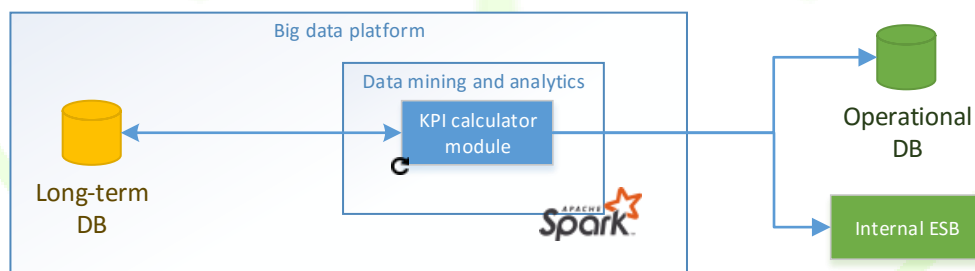 Big data platform
Data mining and analytics
KPI calculator
module
Long-term
DB
APACHE
Spark
Operational
DB
Internal ESB